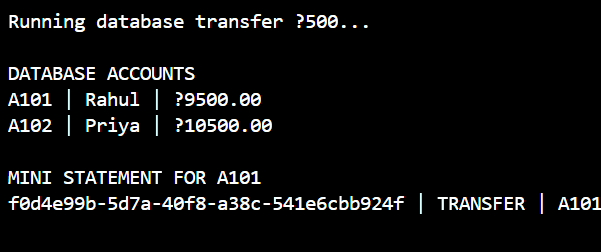 Running database transfer ?500...
DATABASE ACCOUNTS
A101 | Rahul | ?9500.00
A102 | Priya | ?10500.00
MINI STATEMENT FOR A101
f0d4e99b-5d7a-40f8-a38c-541e6cbb924f | TRANSFER | A101